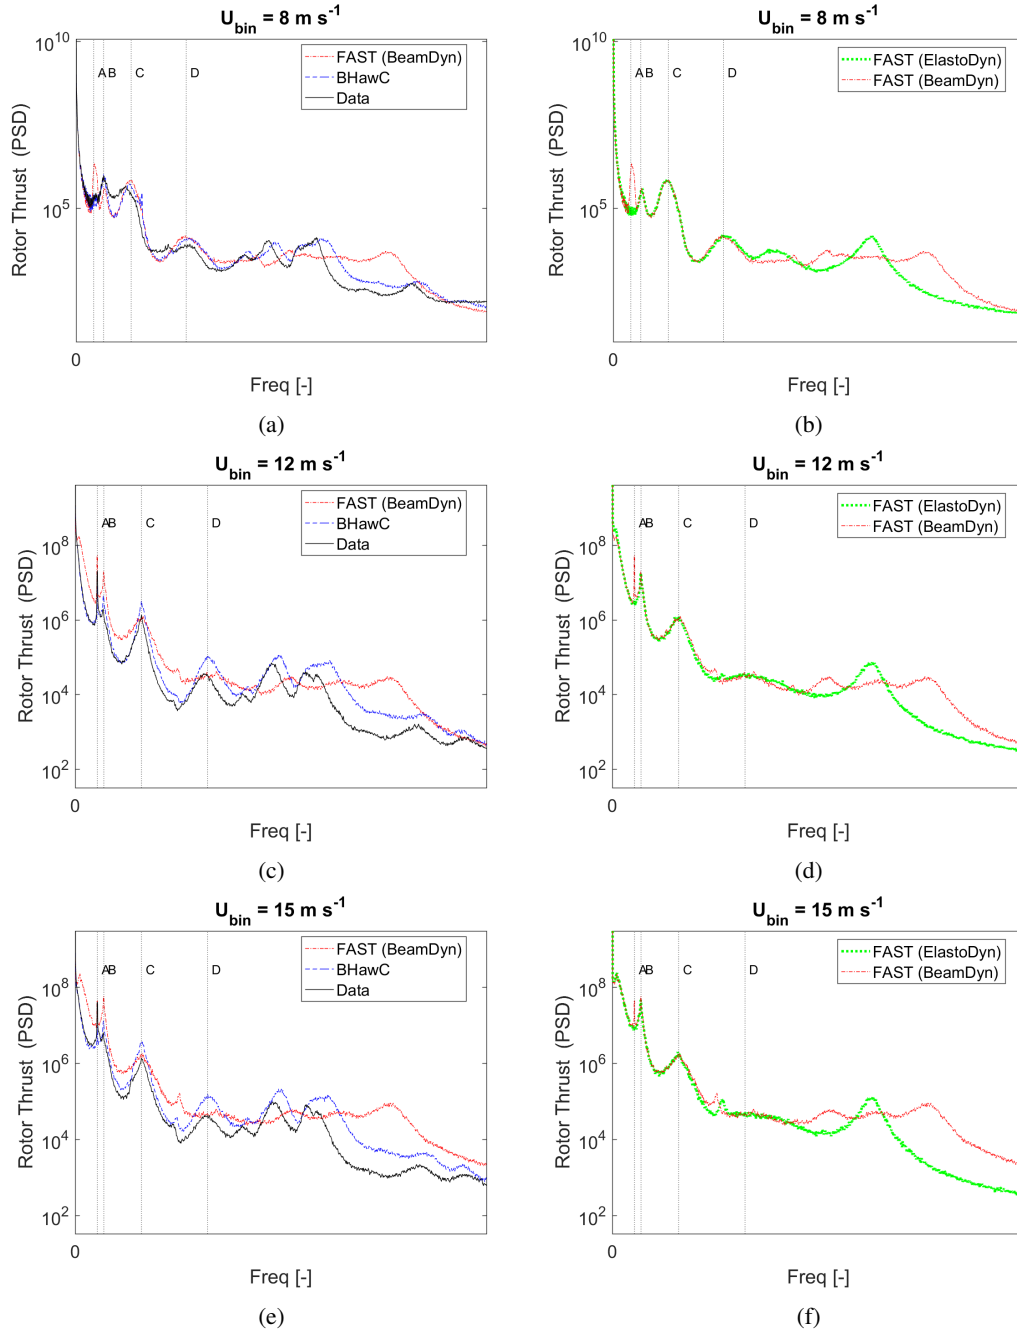 U_bin = 8 m s^-1
10^10
10^5
Rotor Thrust (PSD)
A B C D
FAST (BeamDyn)
BHawC
Data
0
Freq [-]
(a)
U_bin = 8 m s^-1
10^10
10^5
Rotor Thrust (PSD)
A B C D
FAST (ElastoDyn)
FAST (BeamDyn)
0
Freq [-]
(b)
U_bin = 12 m s^-1
10^8
10^6
10^4
10^2
Rotor Thrust (PSD)
A B C D
FAST (BeamDyn)
BHawC
Data
0
Freq [-]
(c)
U_bin = 12 m s^-1
10^8
10^6
10^4
10^2
Rotor Thrust (PSD)
A B C D
FAST (ElastoDyn)
FAST (BeamDyn)
0
Freq [-]
(d)
U_bin = 15 m s^-1
10^8
10^6
10^4
10^2
Rotor Thrust (PSD)
A B C D
FAST (BeamDyn)
BHawC
Data
0
Freq [-]
(e)
U_bin = 15 m s^-1
10^8
10^6
10^4
10^2
Rotor Thrust (PSD)
A B C D
FAST (ElastoDyn)
FAST (BeamDyn)
0
Freq [-]
(f)